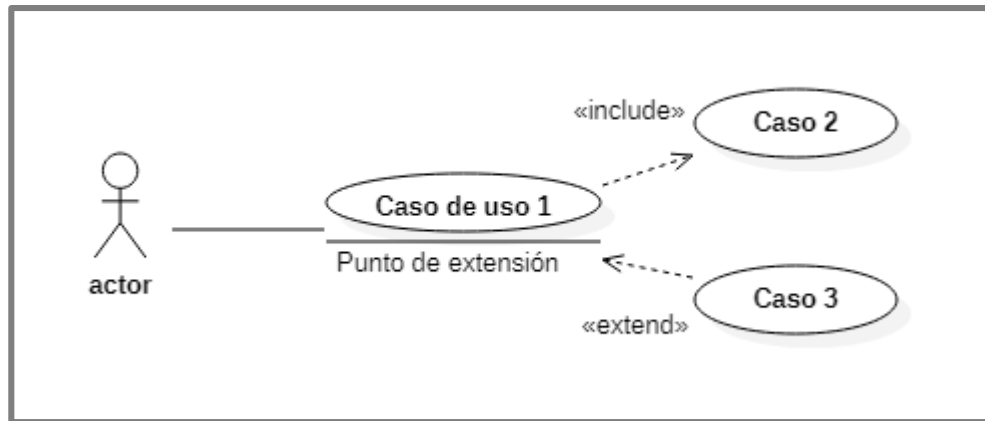 «include»
Caso 2
Caso de uso 1
Punto de extensión
actor
Caso 3
«extend»